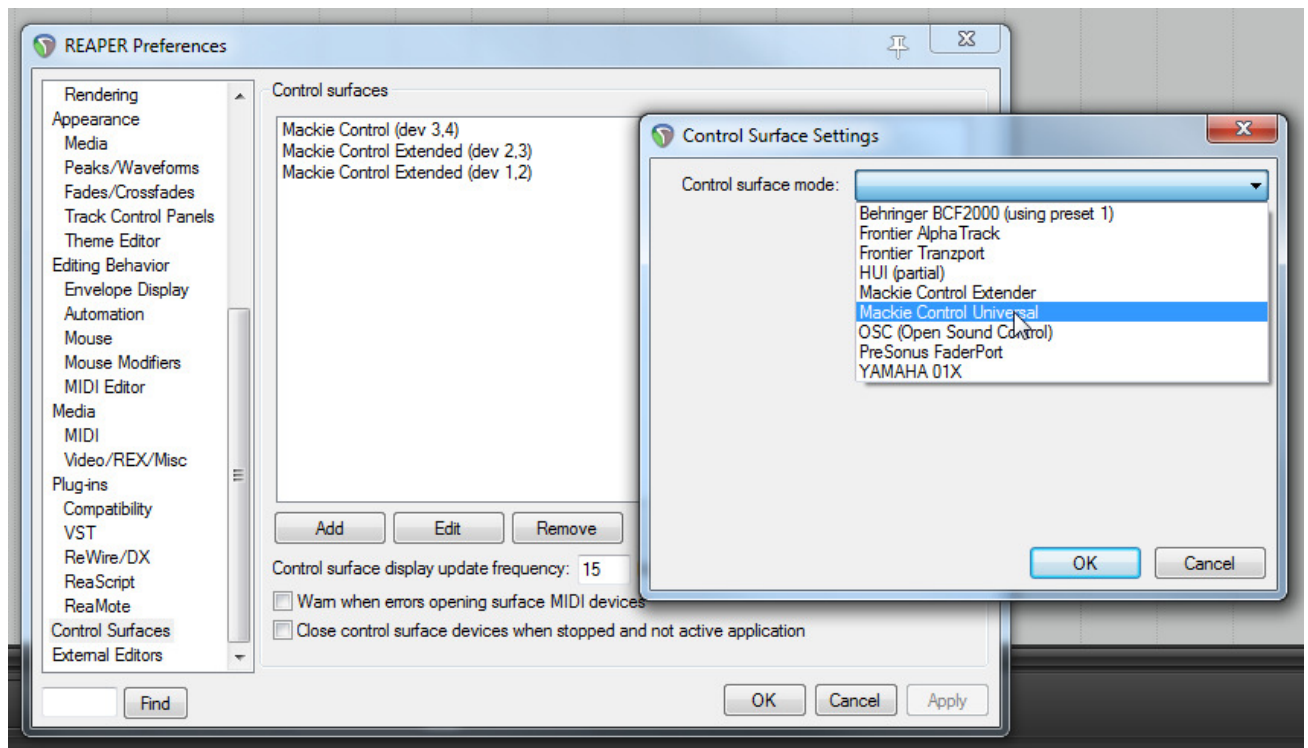 REAPER Preferences
Rendering
Appearance
Media
Peaks/Waveforms
Fades/Crossfades
Track Control Panels
Theme Editor
Editing Behavior
Envelope Display
Automation
Mouse
Mouse Modifiers
MIDI Editor
Media
MIDI
Video/REX/Misc
Plug-ins
Compatibility
VST
ReWire/DX
ReaScript
ReaMote
Control Surfaces
External Editors
Find
Control surfaces
Mackie Control (dev 3,4)
Mackie Control Extended (dev 2,3)
Mackie Control Extended (dev 1,2)
Add Edit Remove
Control surface display update frequency: 15
Warn when errors opening surface MIDI devices
Close control surface devices when stopped and not active application
OK Cancel Apply
Control Surface Settings
Control surface mode:
Behringer BCF2000 (using preset 1)
Frontier AlphaTrack
Frontier Tranzport
HUI (partial)
Mackie Control Extender
Mackie Control Universal
OSC (Open Sound Control)
PreSonus FaderPort
YAMAHA 01X
OK Cancel